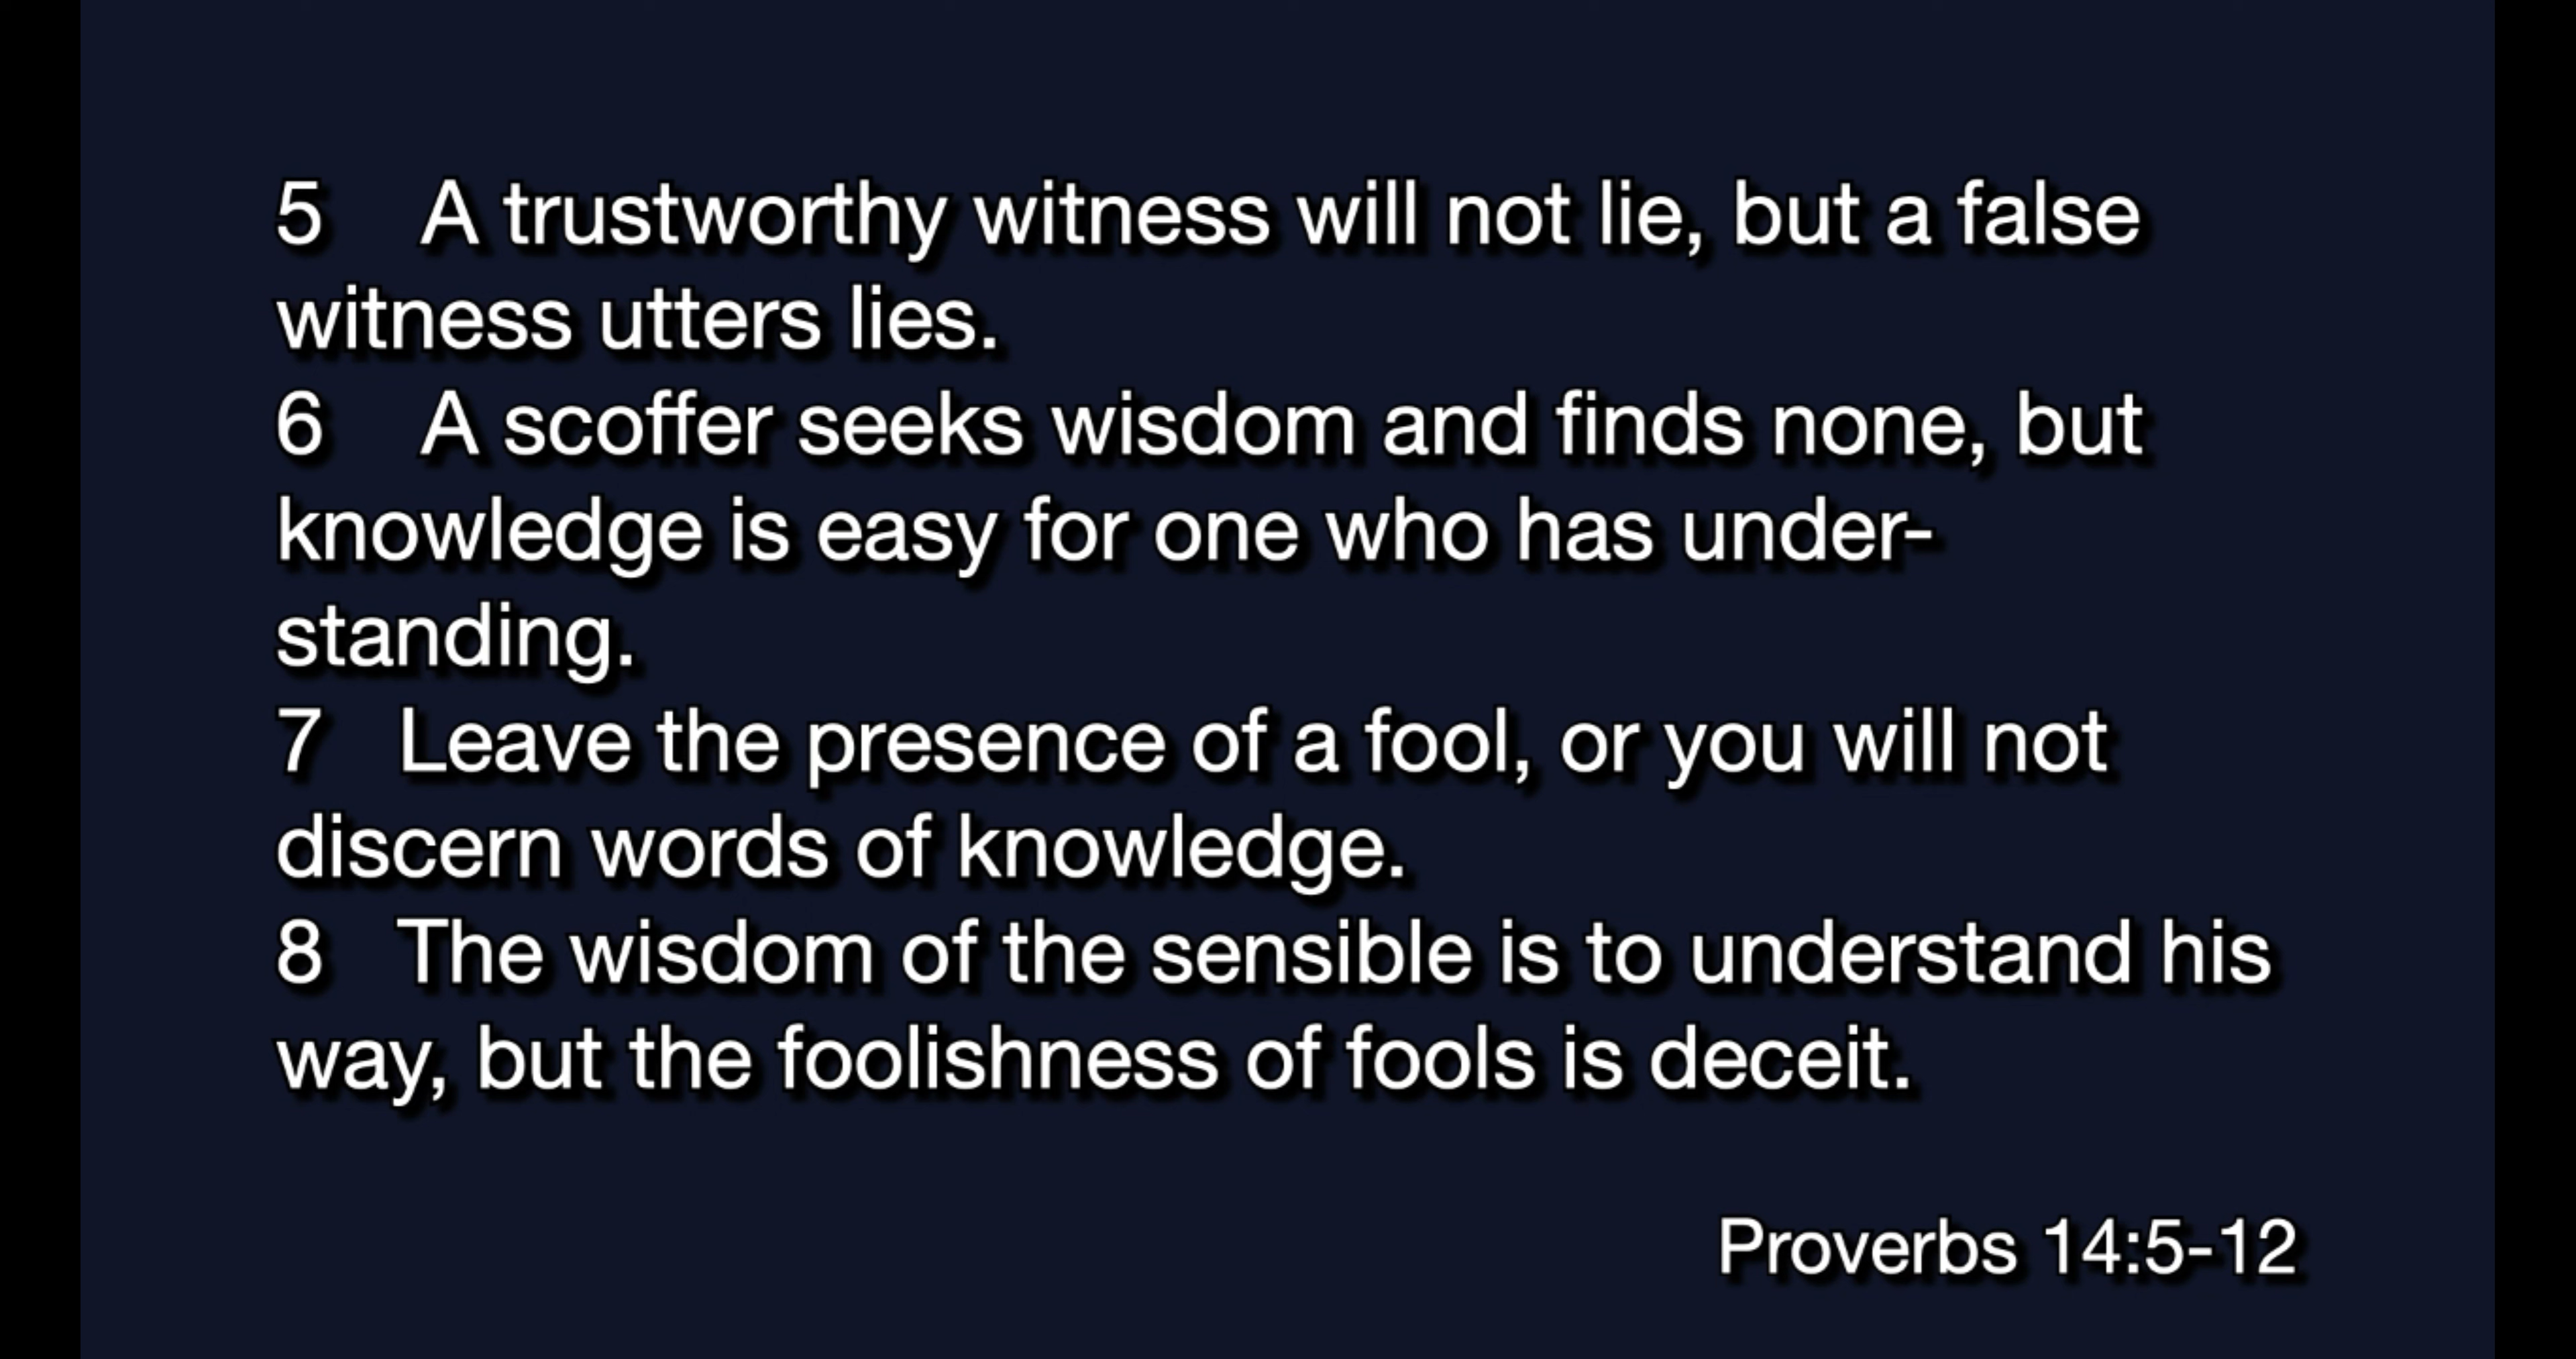 5 A trustworthy witness will not lie, but a false
witness utters lies.
6 A scoffer seeks wisdom and finds none, but
knowledge is easy for one who has under-
standing.
7 Leave the presence of a fool, or you will not
discern words of knowledge.
8 The wisdom of the sensible is to understand his
way, but the foolishness of fools is deceit.
Proverbs 14:5-12